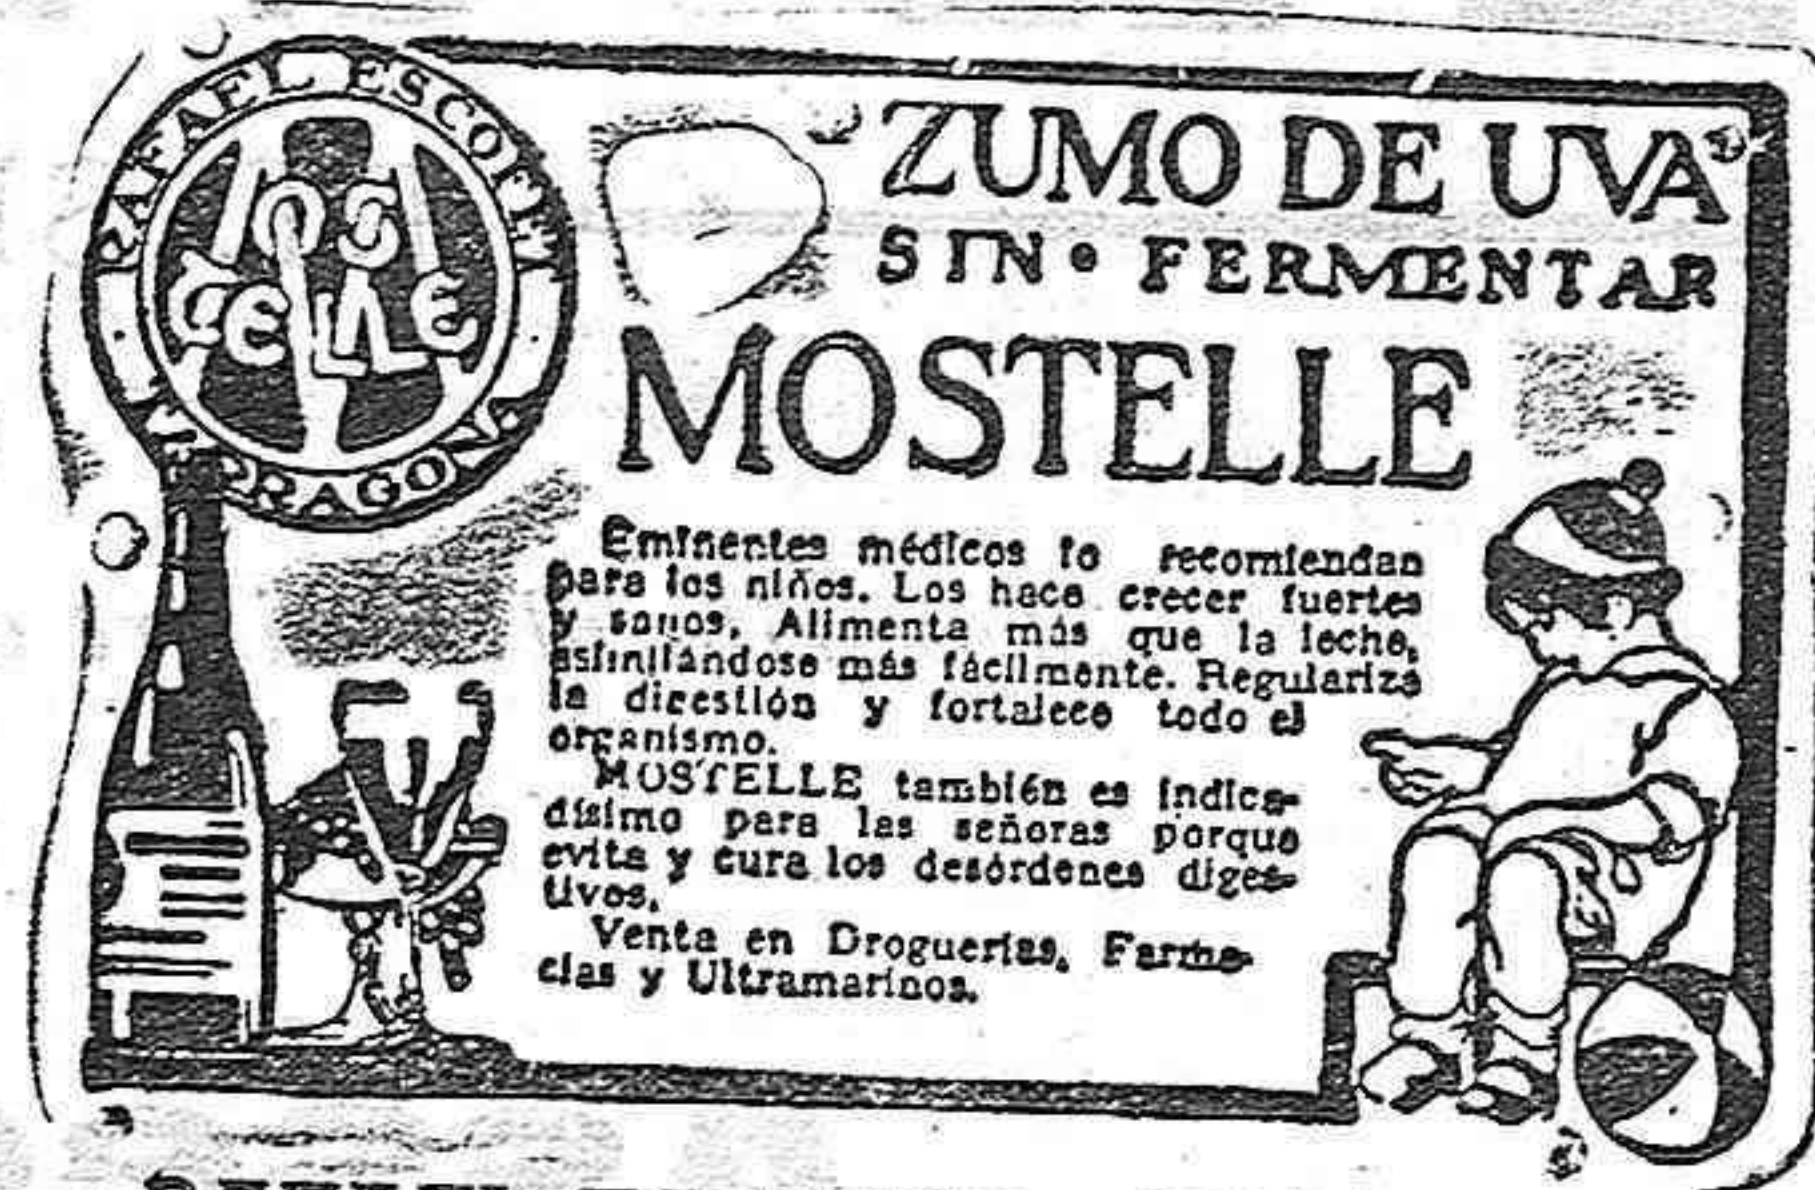 RAFAEL ESCOFET
TARRAGONA
ZUMO DE UVA
SIN • FERMENTAR
MOSTELLE
Eminentes médicos lo recomiendan
para los niños. Los hace crecer fuertes
y sanos. Alimenta más que la leche,
asimilándose más fácilmente. Regulariza
la digestión y fortalece todo el
organismo.
MOSTELLE también es indica-
dísimo para las señoras porque
evita y cura los desórdenes diges-
tivos.
Venta en Droguerías, Farma-
cias y Ultramarinos.